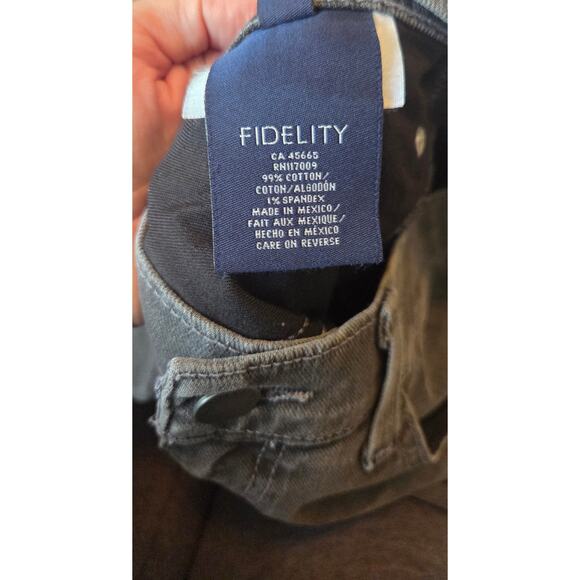 FIDELITY
CA 45665
RN117009
99% COTTON/
COTON/ALGODÓN
1% SPANDEX
MADE IN MEXICO/
FAIT AUX MEXIQUE/
HECHO EN MÉXICO
CARE ON REVERSE